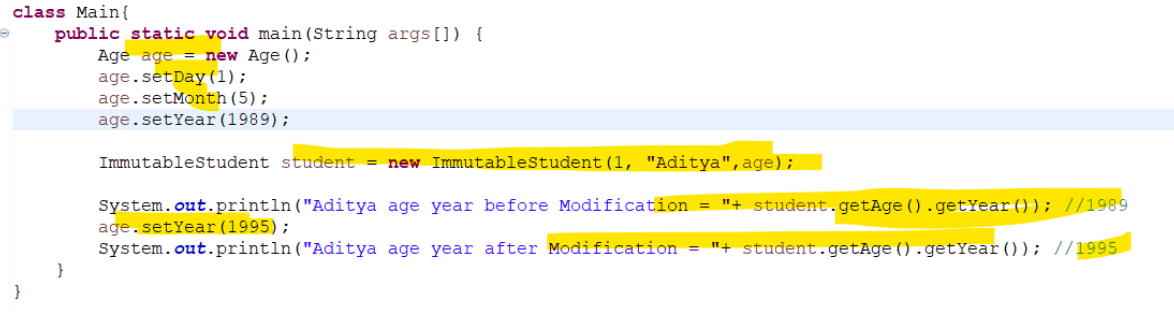 class Main{
public static void main(String args[]) {
Age age = new Age();
age.setDay(1);
age.setMonth(5);
age.setYear(1989);
ImmutableStudent student = new ImmutableStudent(1, "Aditya",age);
System.out.println("Aditya age year before Modification = "+ student.getAge().getYear()); //1989
age.setYear(1995);
System.out.println("Aditya age year after Modification = "+ student.getAge().getYear()); //1995
}
}